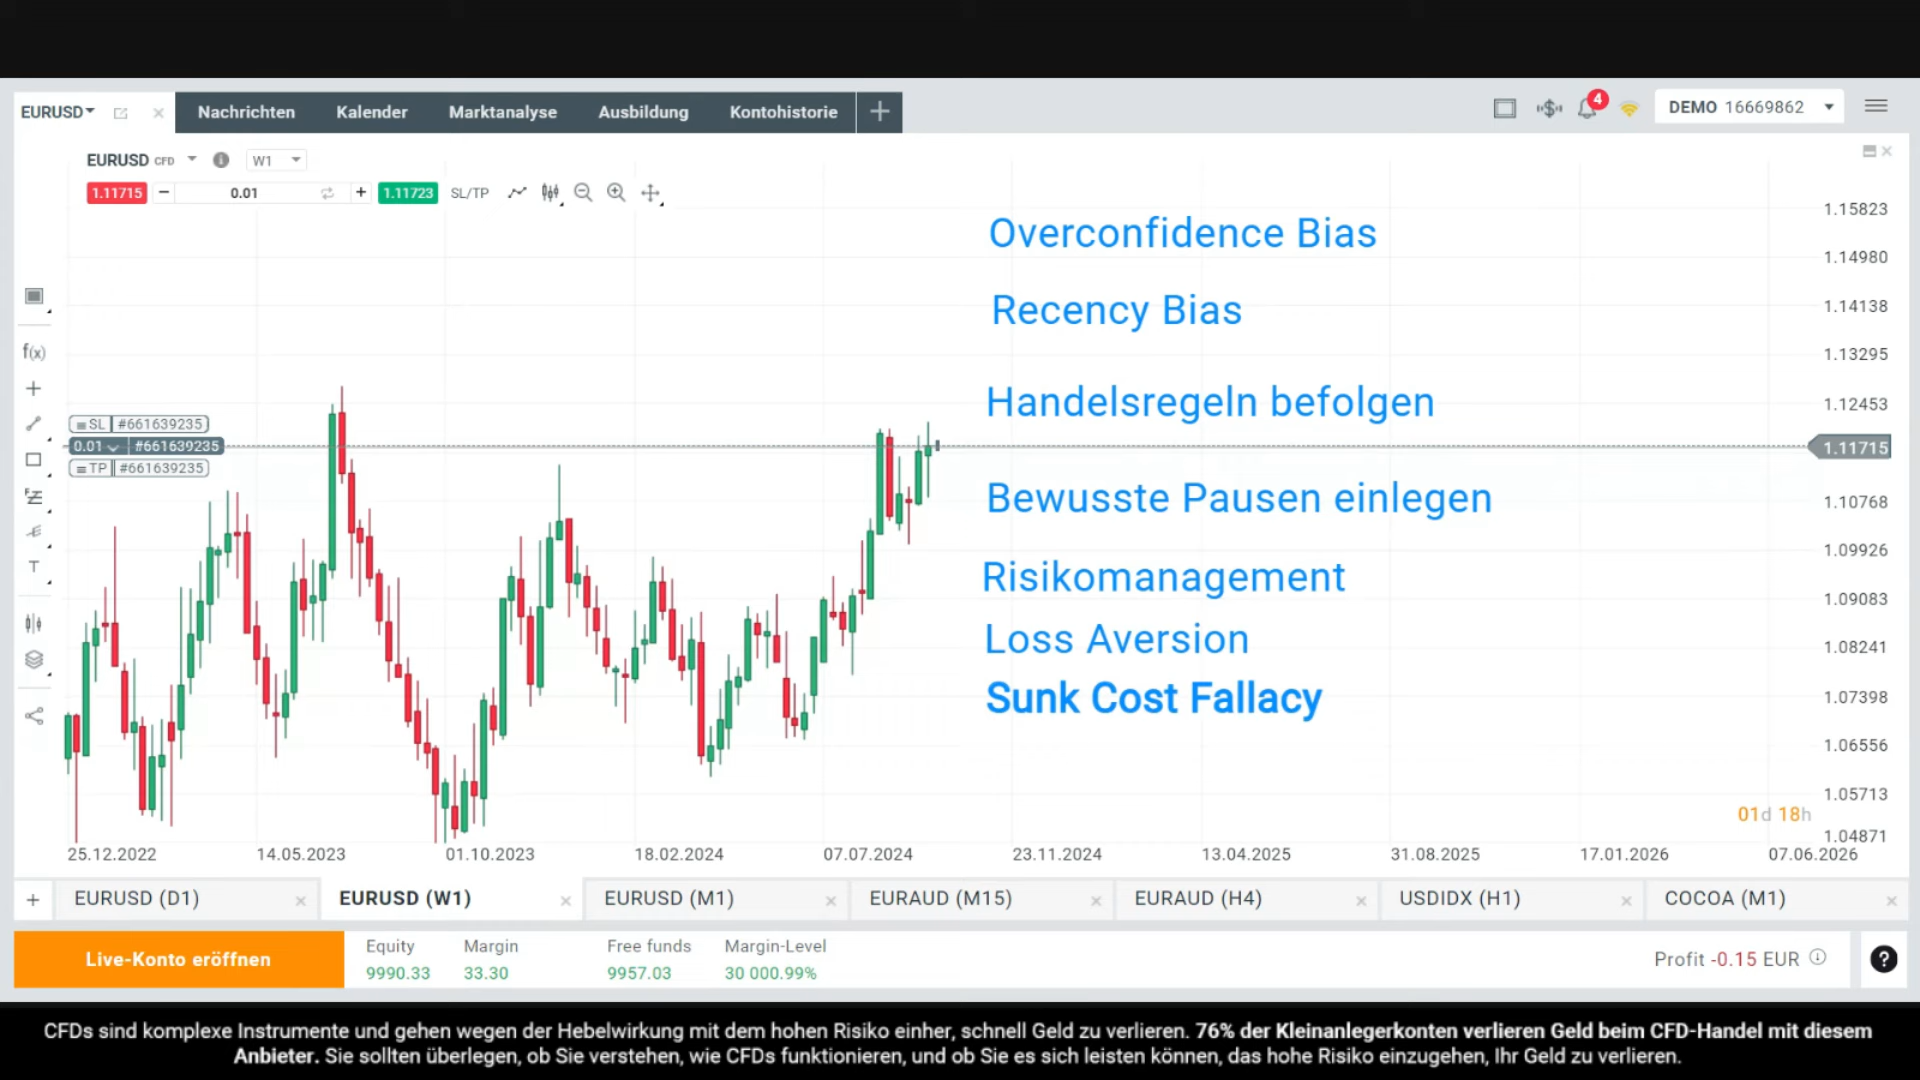 EURUSD
Nachrichten
Kalender
Marktanalyse
Ausbildung
Kontohistorie
4
DEMO 16669862
EURUSD CFD
W1
1.11715
0.01
1.11723
SL/TP
Overconfidence Bias
Recency Bias
Handelsregeln befolgen
Bewusste Pausen einlegen
Risikomanagement
Loss Aversion
Sunk Cost Fallacy
f(x)
T
SL #661639235
0.01 #661639235
TP #661639235
1.15823
1.14980
1.14138
1.13295
1.12453
1.11715
1.10768
1.09926
1.09083
1.08241
1.07398
1.06556
1.05713
1.04871
01d 18h
25.12.2022
14.05.2023
01.10.2023
18.02.2024
07.07.2024
23.11.2024
13.04.2025
31.08.2025
17.01.2026
07.06.2026
EURUSD (D1)
EURUSD (W1)
EURUSD (M1)
EURAUD (M15)
EURAUD (H4)
USDIDX (H1)
COCOA (M1)
Live-Konto eröffnen
Equity
9990.33
Margin
33.30
Free funds
9957.03
Margin-Level
30 000.99%
Profit -0.15 EUR
?
CFDs sind komplexe Instrumente und gehen wegen der Hebelwirkung mit dem hohen Risiko einher, schnell Geld zu verlieren. 76% der Kleinanlegerkonten verlieren Geld beim CFD-Handel mit diesem
Anbieter. Sie sollten überlegen, ob Sie verstehen, wie CFDs funktionieren, und ob Sie es sich leisten können, das hohe Risiko einzugehen, Ihr Geld zu verlieren.